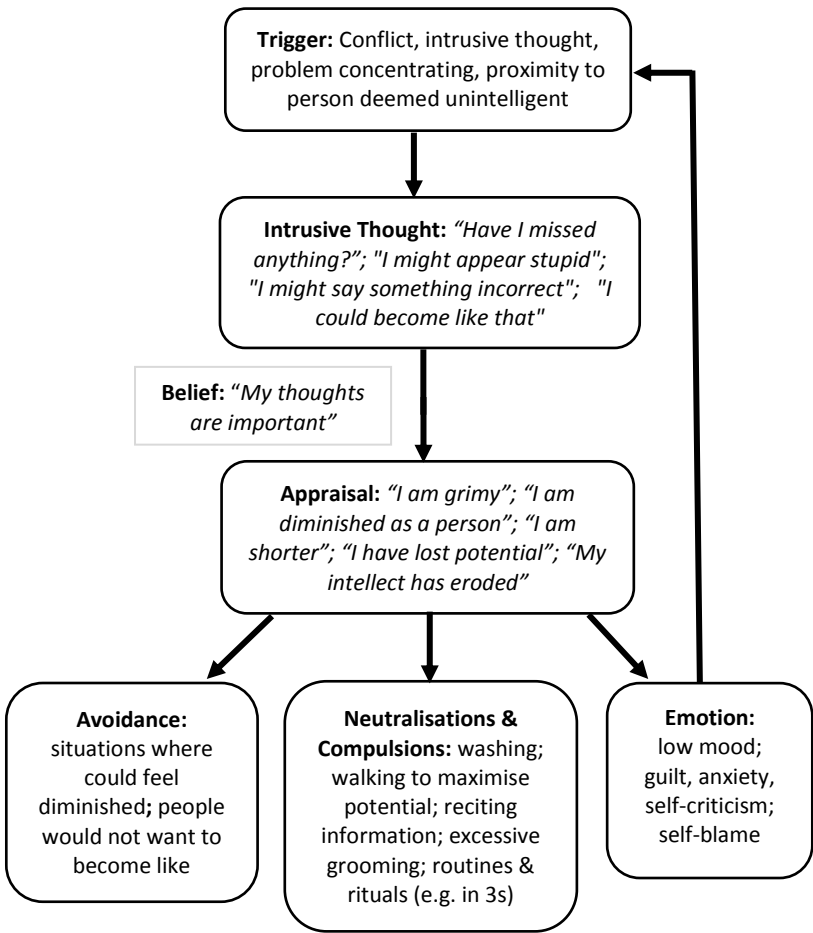 Trigger: Conflict, intrusive thought,
problem concentrating, proximity to
person deemed unintelligent
Intrusive Thought: “Have I missed
anything?”; "I might appear stupid";
"I might say something incorrect"; "I
could become like that"
Belief: “My thoughts
are important”
Appraisal: “I am grimy”; “I am
diminished as a person”; “I am
shorter”; “I have lost potential”; “My
intellect has eroded”
Avoidance:
situations where
could feel
diminished; people
would not want to
become like
Neutralisations &
Compulsions: washing;
walking to maximise
potential; reciting
information; excessive
grooming; routines &
rituals (e.g. in 3s)
Emotion:
low mood;
guilt, anxiety,
self-criticism;
self-blame